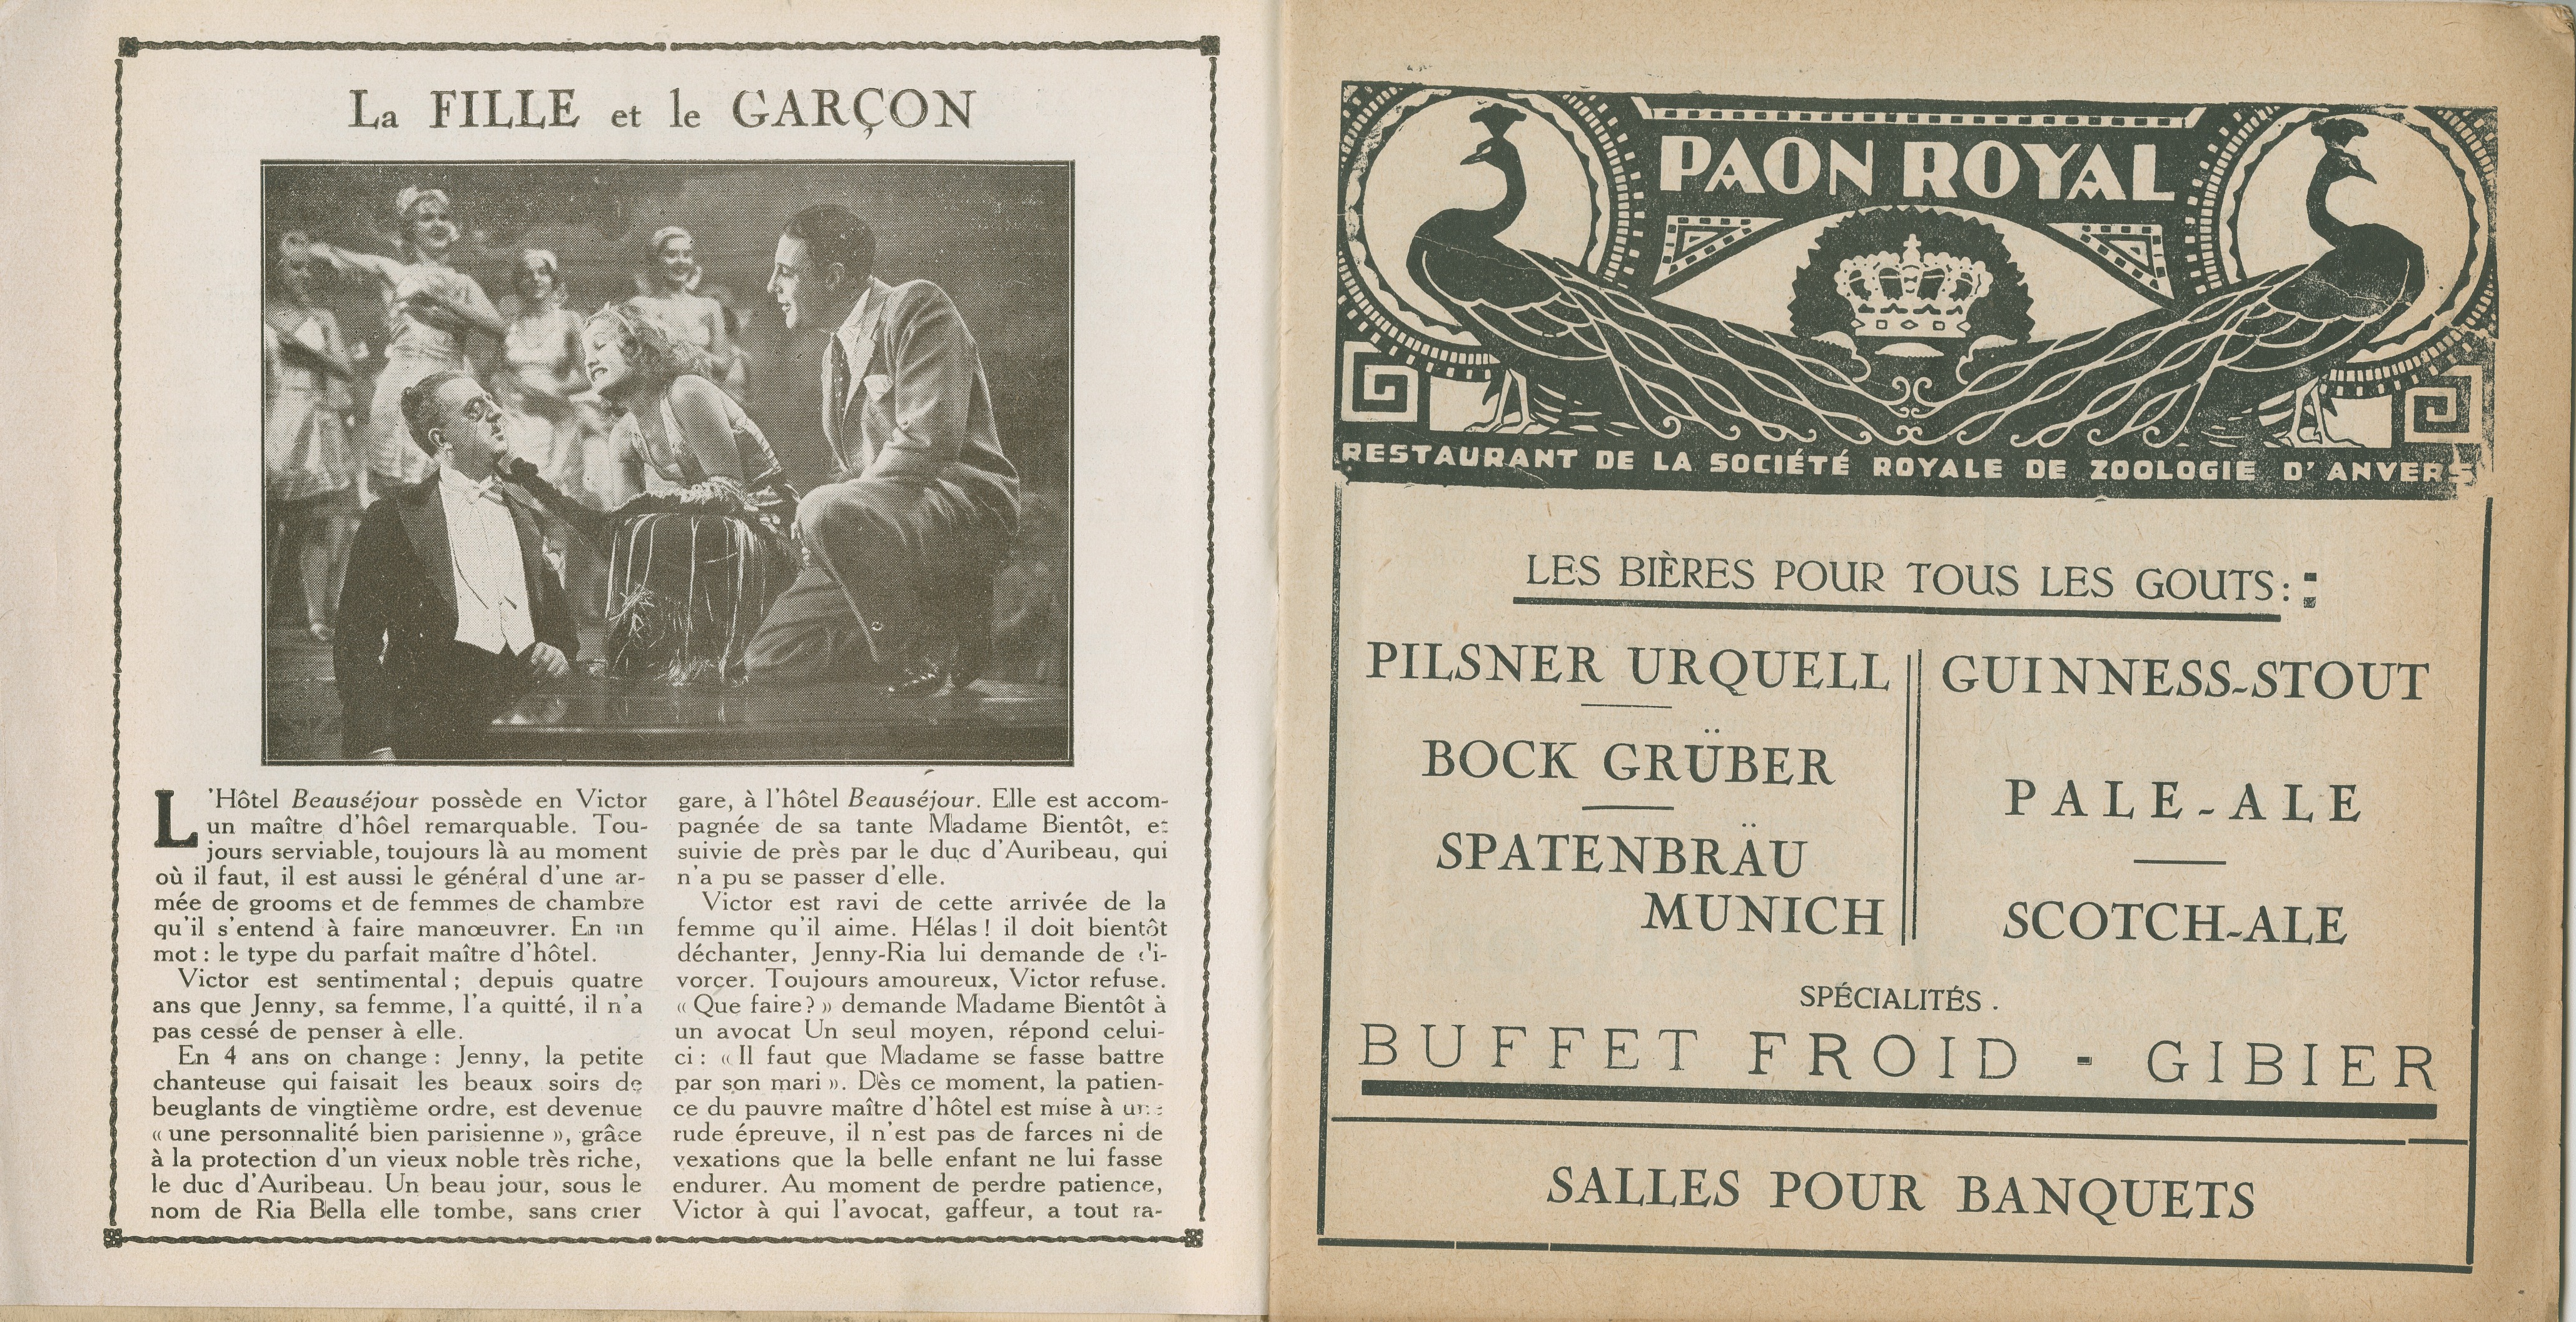 La FILLE et le GARÇON
L'Hôtel Beauséjour possède en Victor
un maître d'hôel remarquable. Tou-
jours serviable, toujours là au moment
où il faut, il est aussi le général d'une ar-
mée de grooms et de femmes de chambre
qu'il s'entend à faire manœuvrer. En un
mot : le type du parfait maître d'hôtel.
Victor est sentimental ; depuis quatre
ans que Jenny, sa femme, l'a quitté, il n'a
pas cessé de penser à elle.
En 4 ans on change : Jenny, la petite
chanteuse qui faisait les beaux soirs de
beuglants de vingtième ordre, est devenue
« une personnalité bien parisienne », grâce
à la protection d'un vieux noble très riche,
le duc d'Auribeau. Un beau jour, sous le
nom de Ria Bella elle tombe, sans crier
gare, à l'hôtel Beauséjour. Elle est accom-
pagnée de sa tante Madame Bientôt, et
suivie de près par le duc d'Auribeau, qui
n'a pu se passer d'elle.
Victor est ravi de cette arrivée de la
femme qu'il aime. Hélas ! il doit bientôt
déchanter, Jenny-Ria lui demande de di-
vorcer. Toujours amoureux, Victor refuse.
« Que faire ? » demande Madame Bientôt à
un avocat Un seul moyen, répond celui-
ci : « Il faut que Madame se fasse battre
par son mari ». Dès ce moment, la patien-
ce du pauvre maître d'hôtel est mise à une
rude épreuve, il n'est pas de farces ni de
vexations que la belle enfant ne lui fasse
endurer. Au moment de perdre patience,
Victor à qui l'avocat, gaffeur, a tout ra-
PAON ROYAL
RESTAURANT DE LA SOCIÉTÉ ROYALE DE ZOOLOGIE D'ANVERS
LES BIÈRES POUR TOUS LES GOUTS :
PILSNER URQUELL
BOCK GRÜBER
SPATENBRÄU
MUNICH
GUINNESS-STOUT
PALE-ALE
SCOTCH-ALE
SPÉCIALITÉS.
BUFFET FROID - GIBIER
SALLES POUR BANQUETS